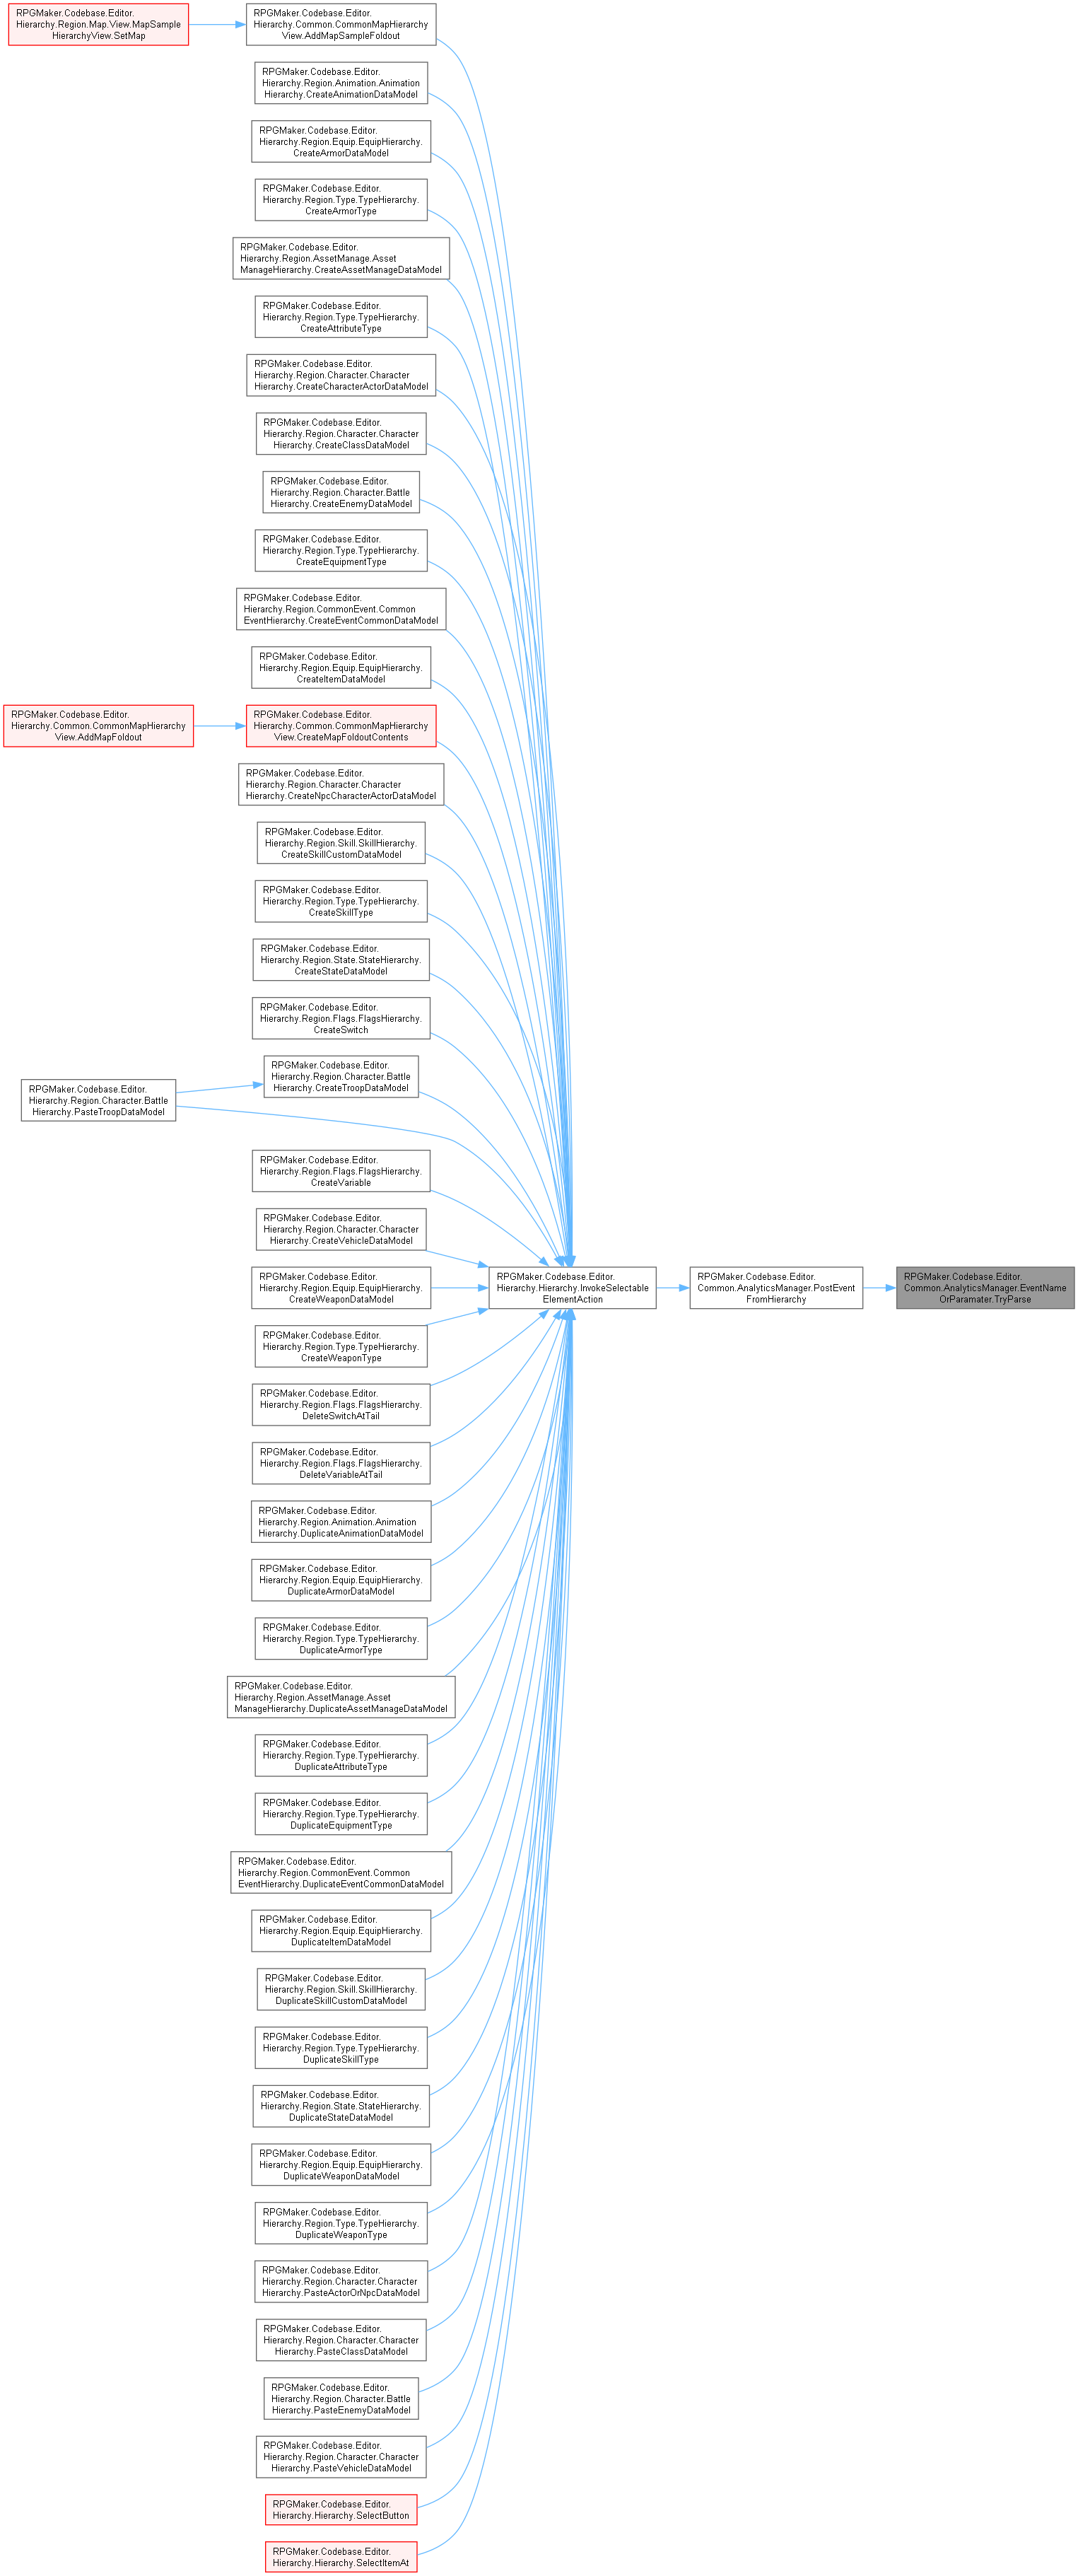 RPGMaker.Codebase.Editor.
Hierarchy.Region.Map.View.MapSample
HierarchyView.SetMap
RPGMaker.Codebase.Editor.
Hierarchy.Common.CommonMapHierarchy
View.AddMapSampleFoldout
RPGMaker.Codebase.Editor.
Hierarchy.Region.Animation.Animation
Hierarchy.CreateAnimationDataModel
RPGMaker.Codebase.Editor.
Hierarchy.Region.Equip.EquipHierarchy.
CreateArmorDataModel
RPGMaker.Codebase.Editor.
Hierarchy.Region.Type.TypeHierarchy.
CreateArmorType
RPGMaker.Codebase.Editor.
Hierarchy.Region.AssetManage.Asset
ManageHierarchy.CreateAssetManageDataModel
RPGMaker.Codebase.Editor.
Hierarchy.Region.Type.TypeHierarchy.
CreateAttributeType
RPGMaker.Codebase.Editor.
Hierarchy.Region.Character.Character
Hierarchy.CreateCharacterActorDataModel
RPGMaker.Codebase.Editor.
Hierarchy.Region.Character.Character
Hierarchy.CreateClassDataModel
RPGMaker.Codebase.Editor.
Hierarchy.Region.Character.Battle
Hierarchy.CreateEnemyDataModel
RPGMaker.Codebase.Editor.
Hierarchy.Region.Type.TypeHierarchy.
CreateEquipmentType
RPGMaker.Codebase.Editor.
Hierarchy.Region.CommonEvent.Common
EventHierarchy.CreateEventCommonDataModel
RPGMaker.Codebase.Editor.
Hierarchy.Region.Equip.EquipHierarchy.
CreateItemDataModel
RPGMaker.Codebase.Editor.
Hierarchy.Common.CommonMapHierarchy
View.AddMapFoldout
RPGMaker.Codebase.Editor.
Hierarchy.Common.CommonMapHierarchy
View.CreateMapFoldoutContents
RPGMaker.Codebase.Editor.
Hierarchy.Region.Character.Character
Hierarchy.CreateNpcCharacterActorDataModel
RPGMaker.Codebase.Editor.
Hierarchy.Region.Skill.SkillHierarchy.
CreateSkillCustomDataModel
RPGMaker.Codebase.Editor.
Hierarchy.Region.Type.TypeHierarchy.
CreateSkillType
RPGMaker.Codebase.Editor.
Hierarchy.Region.State.StateHierarchy.
CreateStateDataModel
RPGMaker.Codebase.Editor.
Hierarchy.Region.Flags.FlagsHierarchy.
CreateSwitch
RPGMaker.Codebase.Editor.
Hierarchy.Region.Character.Battle
Hierarchy.PasteTroopDataModel
RPGMaker.Codebase.Editor.
Hierarchy.Region.Character.Battle
Hierarchy.CreateTroopDataModel
RPGMaker.Codebase.Editor.
Hierarchy.Region.Flags.FlagsHierarchy.
CreateVariable
RPGMaker.Codebase.Editor.
Hierarchy.Region.Character.Character
Hierarchy.CreateVehicleDataModel
RPGMaker.Codebase.Editor.
Hierarchy.Region.Equip.EquipHierarchy.
CreateWeaponDataModel
RPGMaker.Codebase.Editor.
Hierarchy.Hierarchy.InvokeSelectable
ElementAction
RPGMaker.Codebase.Editor.
Common.AnalyticsManager.PostEvent
FromHierarchy
RPGMaker.Codebase.Editor.
Common.AnalyticsManager.EventName
OrParamater.TryParse
RPGMaker.Codebase.Editor.
Hierarchy.Region.Type.TypeHierarchy.
CreateWeaponType
RPGMaker.Codebase.Editor.
Hierarchy.Region.Flags.FlagsHierarchy.
DeleteSwitchAtTail
RPGMaker.Codebase.Editor.
Hierarchy.Region.Flags.FlagsHierarchy.
DeleteVariableAtTail
RPGMaker.Codebase.Editor.
Hierarchy.Region.Animation.Animation
Hierarchy.DuplicateAnimationDataModel
RPGMaker.Codebase.Editor.
Hierarchy.Region.Equip.EquipHierarchy.
DuplicateArmorDataModel
RPGMaker.Codebase.Editor.
Hierarchy.Region.Type.TypeHierarchy.
DuplicateArmorType
RPGMaker.Codebase.Editor.
Hierarchy.Region.AssetManage.Asset
ManageHierarchy.DuplicateAssetManageDataModel
RPGMaker.Codebase.Editor.
Hierarchy.Region.Type.TypeHierarchy.
DuplicateAttributeType
RPGMaker.Codebase.Editor.
Hierarchy.Region.Type.TypeHierarchy.
DuplicateEquipmentType
RPGMaker.Codebase.Editor.
Hierarchy.Region.CommonEvent.Common
EventHierarchy.DuplicateEventCommonDataModel
RPGMaker.Codebase.Editor.
Hierarchy.Region.Equip.EquipHierarchy.
DuplicateItemDataModel
RPGMaker.Codebase.Editor.
Hierarchy.Region.Skill.SkillHierarchy.
DuplicateSkillCustomDataModel
RPGMaker.Codebase.Editor.
Hierarchy.Region.Type.TypeHierarchy.
DuplicateSkillType
RPGMaker.Codebase.Editor.
Hierarchy.Region.State.StateHierarchy.
DuplicateStateDataModel
RPGMaker.Codebase.Editor.
Hierarchy.Region.Equip.EquipHierarchy.
DuplicateWeaponDataModel
RPGMaker.Codebase.Editor.
Hierarchy.Region.Type.TypeHierarchy.
DuplicateWeaponType
RPGMaker.Codebase.Editor.
Hierarchy.Region.Character.Character
Hierarchy.PasteActorOrNpcDataModel
RPGMaker.Codebase.Editor.
Hierarchy.Region.Character.Character
Hierarchy.PasteClassDataModel
RPGMaker.Codebase.Editor.
Hierarchy.Region.Character.Battle
Hierarchy.PasteEnemyDataModel
RPGMaker.Codebase.Editor.
Hierarchy.Region.Character.Character
Hierarchy.PasteVehicleDataModel
RPGMaker.Codebase.Editor.
Hierarchy.Hierarchy.SelectButton
RPGMaker.Codebase.Editor.
Hierarchy.Hierarchy.SelectItemAt